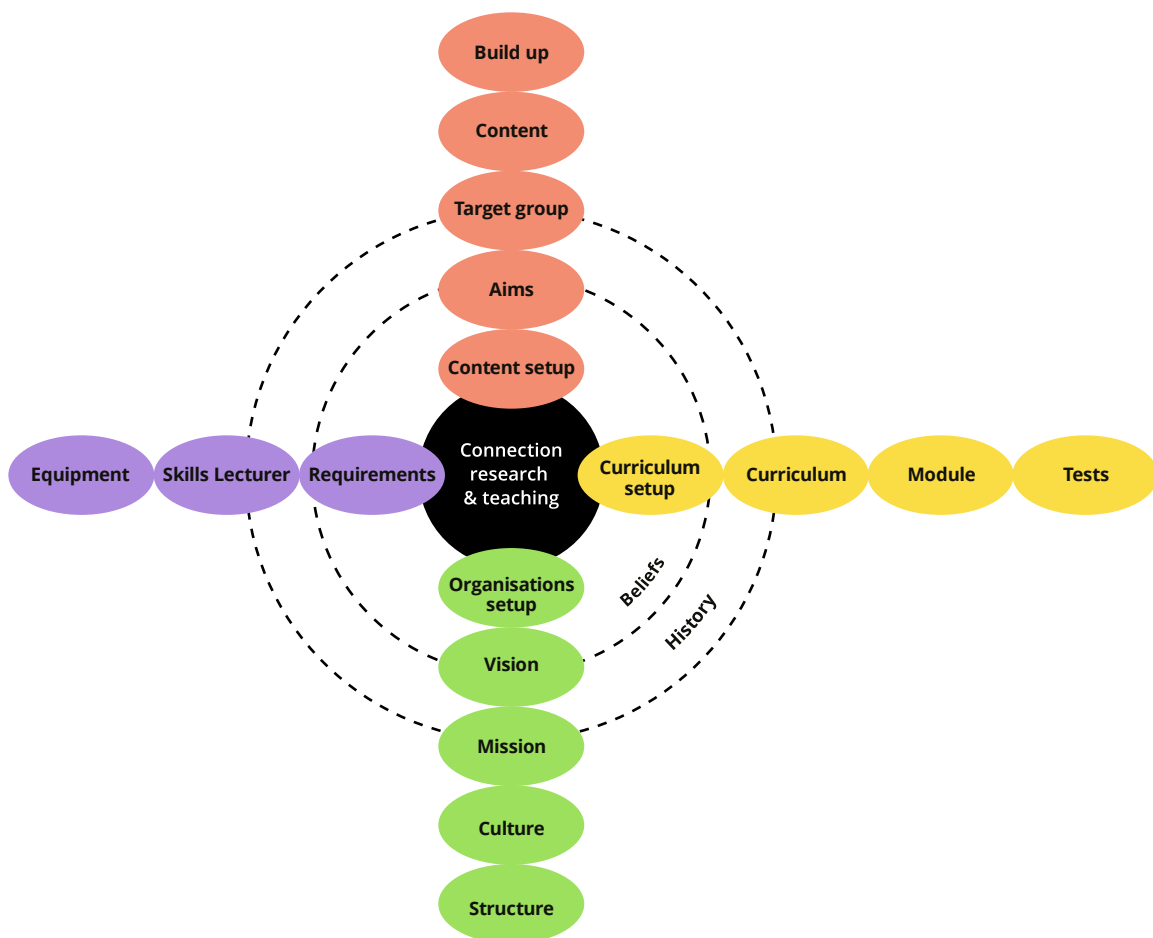 Build up
Content
Target group
Aims
Content setup
Equipment
Skills Lecturer
Requirements
Connection
research
& teaching
Curriculum
setup
Curriculum
Module
Tests
Organisations
setup
Beliefs
History
Vision
Mission
Culture
Structure